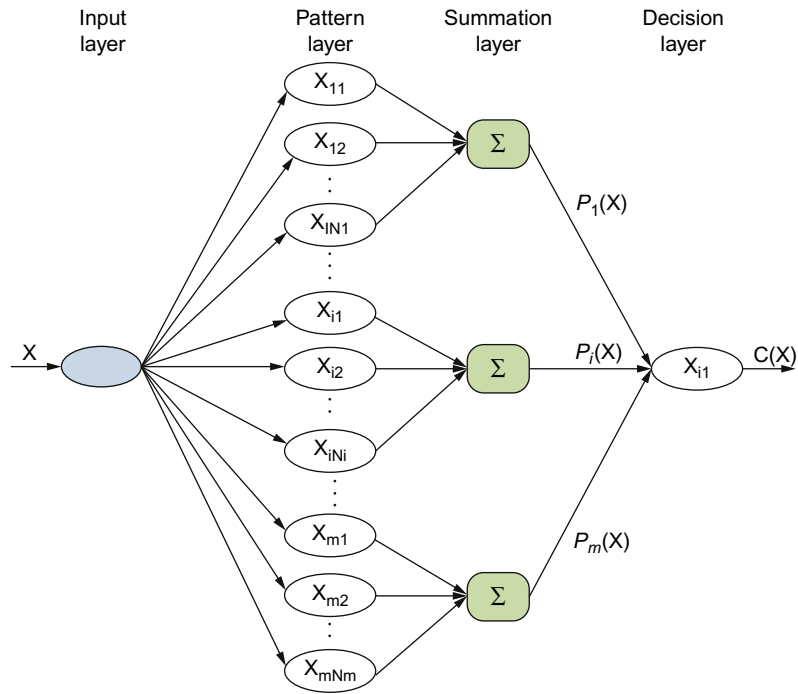 Input layer
Pattern layer
Summation layer
Decision layer
X11
X12
XIN1
Xi1
Xi2
XiNi
Xm1
Xm2
XmNm
Σ
Σ
Σ
X
P1(X)
Pi(X)
Pm(X)
Xi1
C(X)